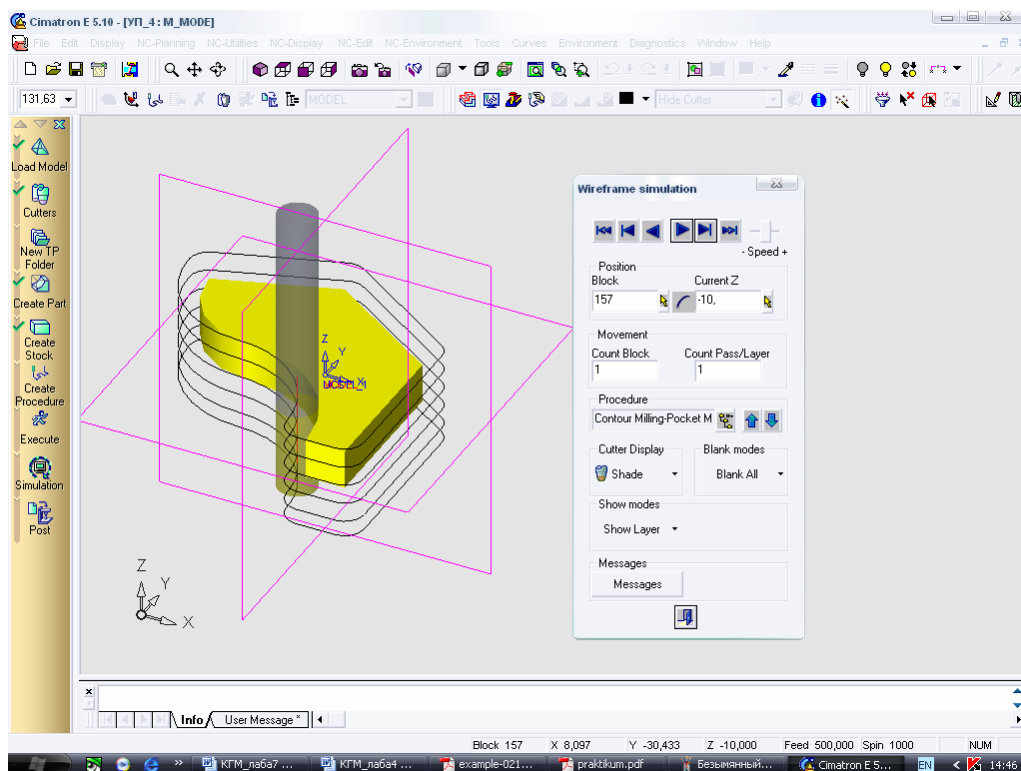 Cimatron E 5.10 - [УП_4 : M_MODE]
File Edit Display NC-Planning NC-Utilities NC-Display NC-Edit NC-Environment Tools Curves Environment Diagnostics Window Help
131,63
MODEL
Hide Cutter
Load Model
Cutters
New TP
Folder
Create Part
Create
Stock
Create
Procedure
Execute
Simulation
Post
Z
Y
X
Z
Y
X
Wireframe simulation
- Speed +
Position
Block
Current Z
157
-10,
Movement
Count Block
Count Pass/Layer
1
1
Procedure
Contour Milling-Pocket M
Cutter Display
Blank modes
Shade
Blank All
Show modes
Show Layer
Messages
Messages
Info
User Message *
Block 157 X 8,097 Y -30,433 Z -10,000 Feed 500,000 Spin 1000 NUM
КГМ_лаба7 ... КГМ_лаба4 ... example-021... praktikum.pdf Безымянный... Cimatron E 5... EN 14:46